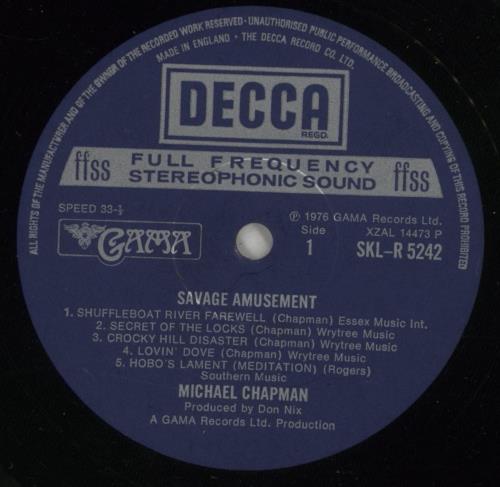 ALL RIGHTS OF THE MANUFACTURER AND OF THE OWNER OF THE RECORDED WORK RESERVED · UNAUTHORISED PUBLIC PERFORMANCE BROADCASTING AND COPYING OF THIS RECORD PROHIBITED
MADE IN ENGLAND · THE DECCA RECORD CO. LTD.
DECCA
REGD.
ffss FULL FREQUENCY STEREOPHONIC SOUND ffss
SPEED 33-⅓
GAMA
℗ 1976 GAMA Records Ltd.
Side XZAL 14473 P
1 SKL-R 5242
SAVAGE AMUSEMENT
1. SHUFFLEBOAT RIVER FAREWELL (Chapman) Essex Music Int.
2. SECRET OF THE LOCKS (Chapman) Wrytree Music
3. CROCKY HILL DISASTER (Chapman) Wrytree Music
4. LOVIN' DOVE (Chapman) Wrytree Music
5. HOBO'S LAMENT (MEDITATION) (Rogers)
Southern Music
MICHAEL CHAPMAN
Produced by Don Nix
A GAMA Records Ltd. Production